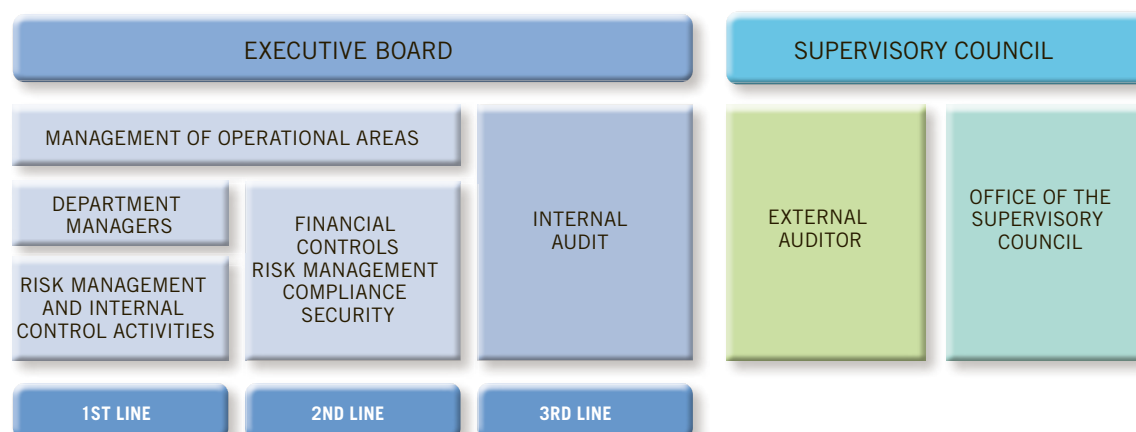 EXECUTIVE BOARD
SUPERVISORY COUNCIL
MANAGEMENT OF OPERATIONAL AREAS
DEPARTMENT
MANAGERS
RISK MANAGEMENT
AND INTERNAL
CONTROL ACTIVITIES
FINANCIAL
CONTROLS
RISK MANAGEMENT
COMPLIANCE
SECURITY
INTERNAL
AUDIT
EXTERNAL
AUDITOR
OFFICE OF THE
SUPERVISORY
COUNCIL
1ST LINE
2ND LINE
3RD LINE